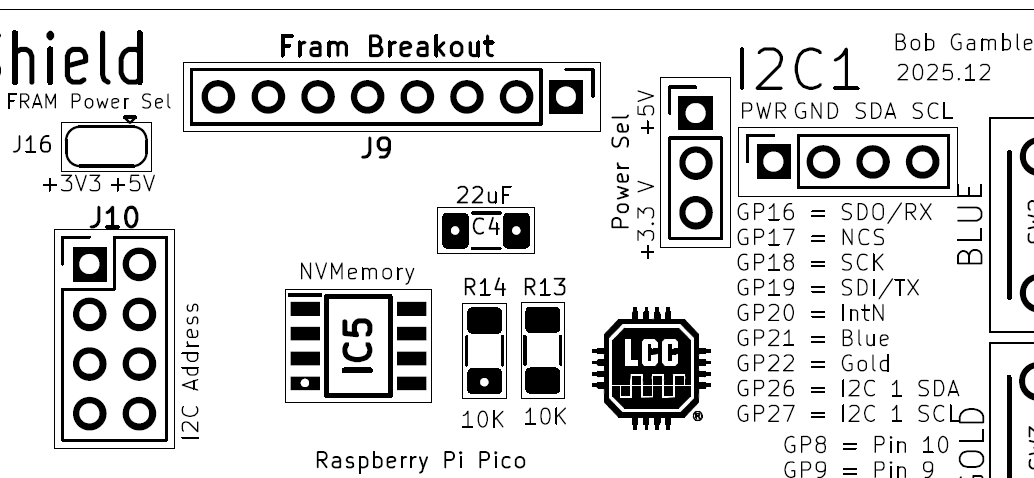 hield
FRAM Power Sel
J16
+3V3 +5V
J10
I2C Address
Fram Breakout
J9
22uF
C4
NVMemory
IC5
R14
R13
10K
10K
Raspberry Pi Pico
LCC
®
Power Sel
+5V
+3.3 V
I2C1
Bob Gamble
2025.12
PWR GND SDA SCL
GP16 = SDO/RX
GP17 = NCS
GP18 = SCK
GP19 = SDI/TX
GP20 = IntN
GP21 = Blue
GP22 = Gold
GP26 = I2C 1 SDA
GP27 = I2C 1 SCL
GP8 = Pin 10
GP9 = Pin 9
BLUE
GOLD